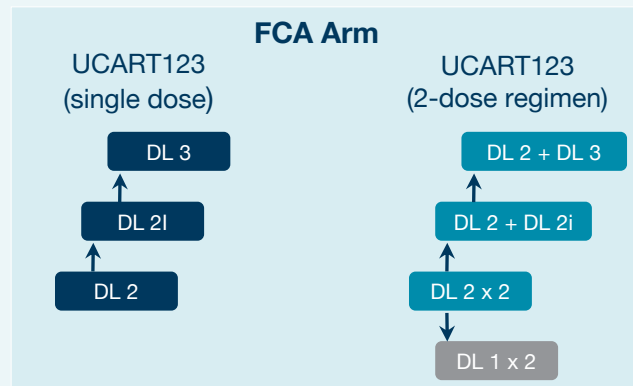 FCA Arm
UCART123
(single dose)
DL 3
DL 2I
DL 2
UCART123
(2-dose regimen)
DL 2 + DL 3
DL 2 + DL 2i
DL 2 x 2
DL 1 x 2